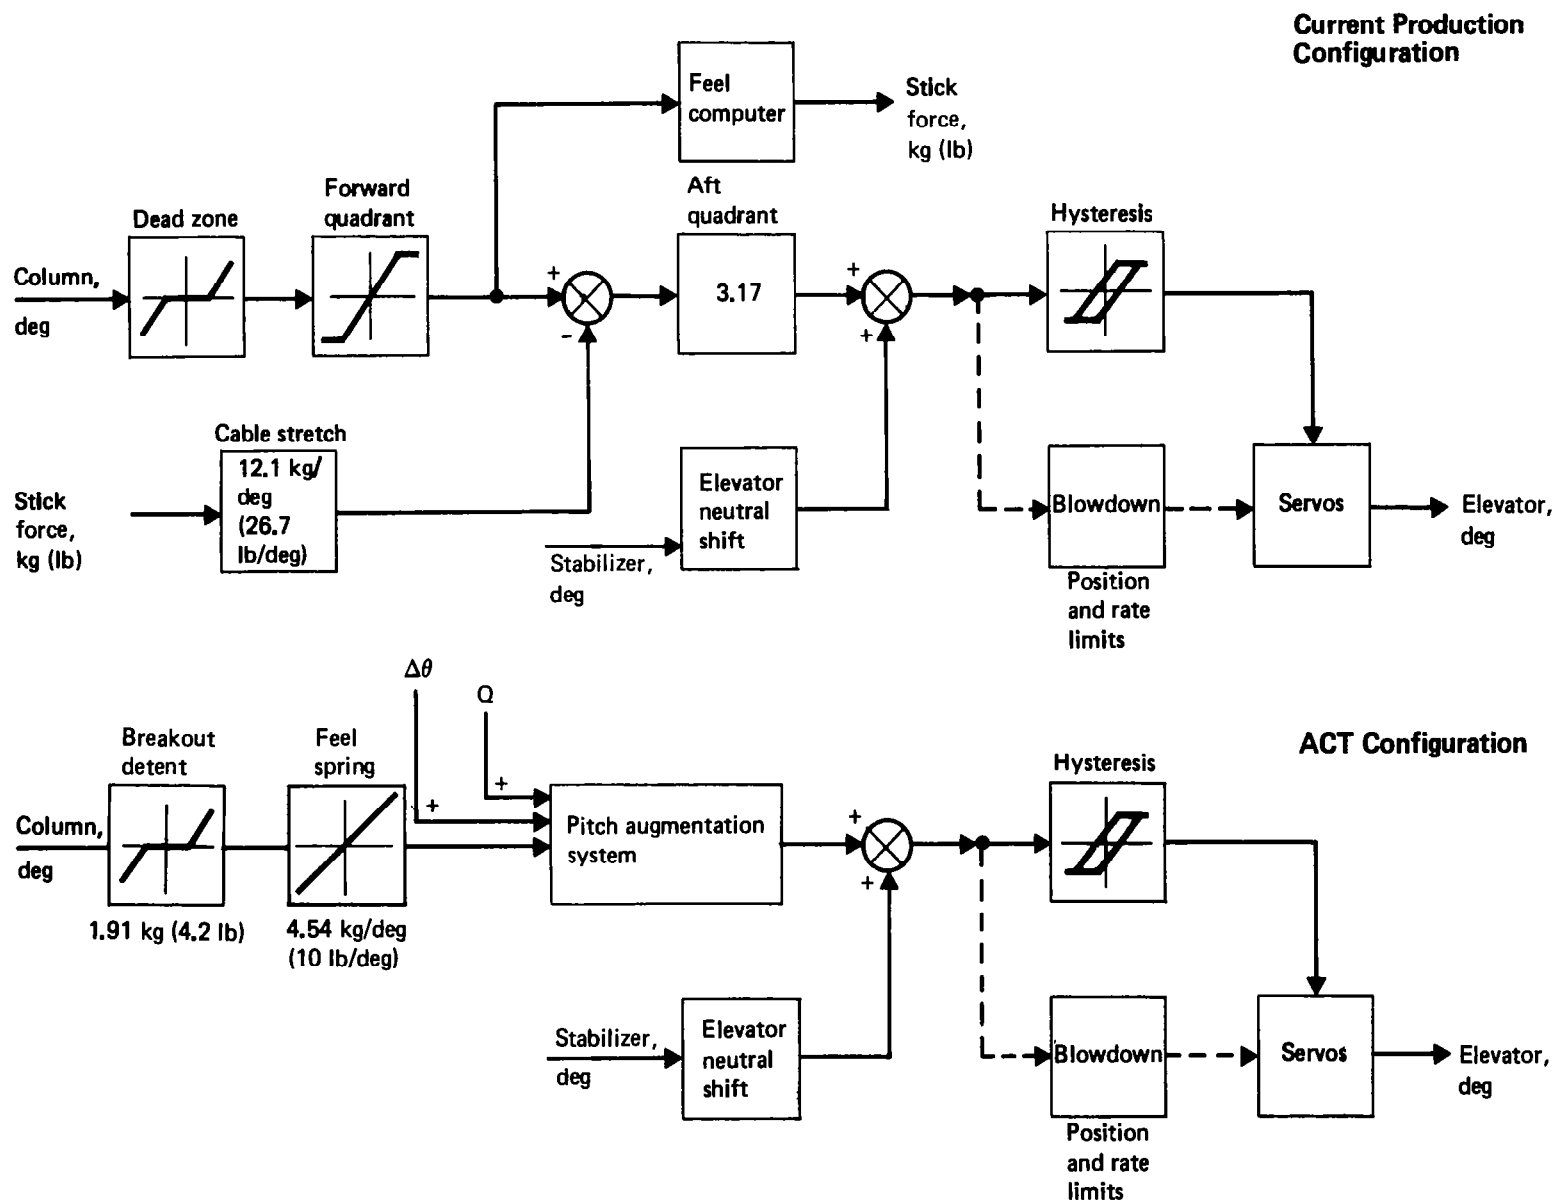 Current Production
Configuration
Feel
computer
Stick
force,
kg (lb)
Dead zone
Forward
quadrant
Aft
quadrant
Hysteresis
Column,
deg
+
-
3.17
+
+
Cable stretch
12.1 kg/
deg
(26.7
lb/deg)
Stick
force,
kg (lb)
Elevator
neutral
shift
Stabilizer,
deg
Blowdown
Servos
Elevator,
deg
Position
and rate
limits
Δθ
Q
ACT Configuration
Breakout
detent
Feel
spring
Hysteresis
Column,
deg
+
+
Pitch augmentation
system
+
+
1.91 kg (4.2 lb)
4.54 kg/deg
(10 lb/deg)
Stabilizer,
deg
Elevator
neutral
shift
Blowdown
Servos
Elevator,
deg
Position
and rate
limits